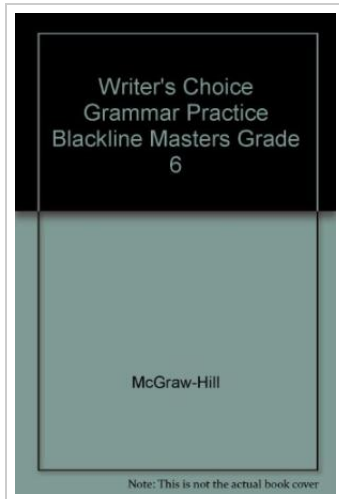 Writer's Choice
Grammar Practice
Blackline Masters Grade
6
McGraw-Hill
Note: This is not the actual book cover